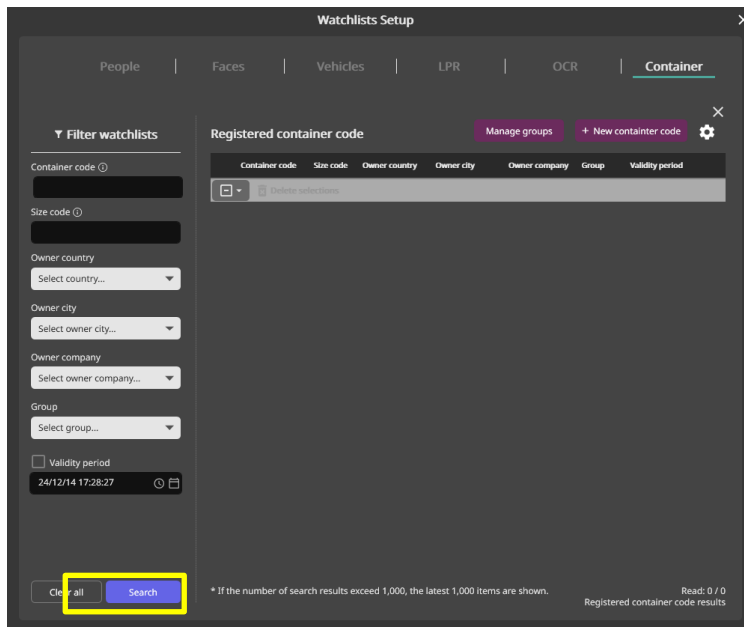 Watchlists Setup
People | Faces | Vehicles | LPR | OCR | Container
Filter watchlists
Container code
Size code
Owner country
Select country...
Owner city
Select owner city...
Owner company
Select owner company...
Group
Select group...
Validity period
24/12/14 17:28:27
Clear all
Search
Registered container code
Manage groups
+ New containter code
Container code Size code Owner country Owner city Owner company Group Validity period
Delete selections
* If the number of search results exceed 1,000, the latest 1,000 items are shown.
Read: 0 / 0
Registered container code results